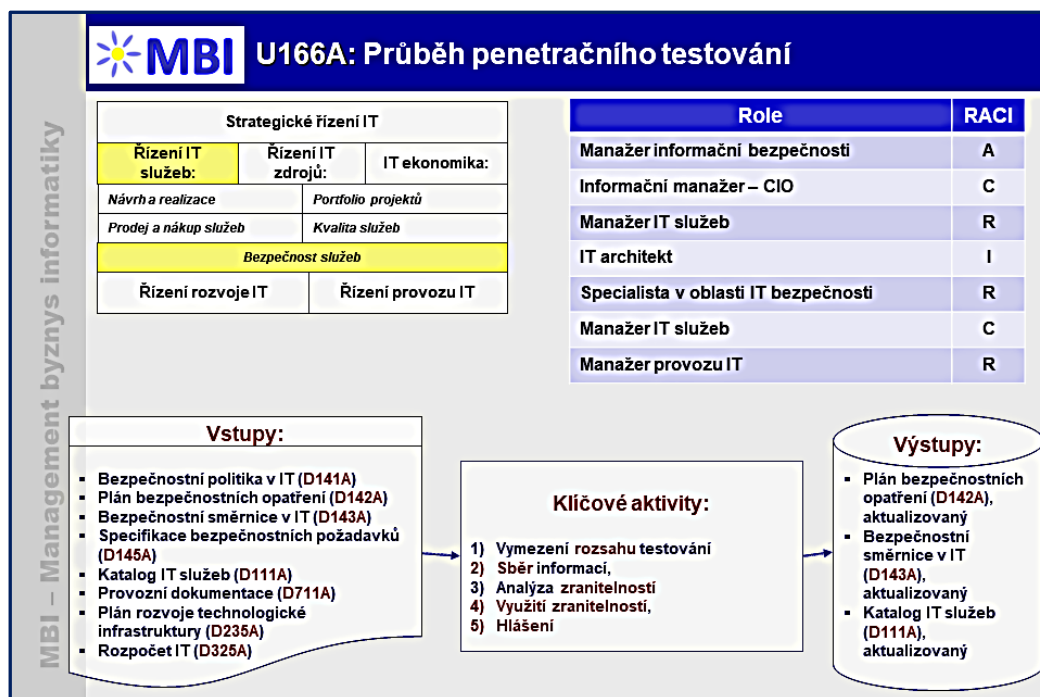 MBI
U166A: Průběh penetračního testování
MBI – Management byznys informatiky
Strategické řízení IT
Řízení IT
služeb:
Řízení IT
zdrojů:
IT ekonomika:
Návrh a realizace
Portfolio projektů
Prodej a nákup služeb
Kvalita služeb
Bezpečnost služeb
Řízení rozvoje IT
Řízení provozu IT
Role RACI
Manažer informační bezpečnosti A
Informační manažer – CIO C
Manažer IT služeb R
IT architekt I
Specialista v oblasti IT bezpečnosti R
Manažer IT služeb C
Manažer provozu IT R
Vstupy:
▪ Bezpečnostní politika v IT (D141A)
▪ Plán bezpečnostních opatření (D142A)
▪ Bezpečnostní směrnice v IT (D143A)
▪ Specifikace bezpečnostních požadavků
(D145A)
▪ Katalog IT služeb (D111A)
▪ Provozní dokumentace (D711A)
▪ Plán rozvoje technologické
infrastruktury (D235A)
▪ Rozpočet IT (D325A)
Klíčové aktivity:
1) Vymezení rozsahu testování
2) Sběr informací,
3) Analýza zranitelností
4) Využití zranitelností,
5) Hlášení
Výstupy:
▪ Plán bezpečnostních
opatření (D142A),
aktualizovaný
▪ Bezpečnostní
směrnice v IT
(D143A),
aktualizovaný
▪ Katalog IT služeb
(D111A),
aktualizovaný